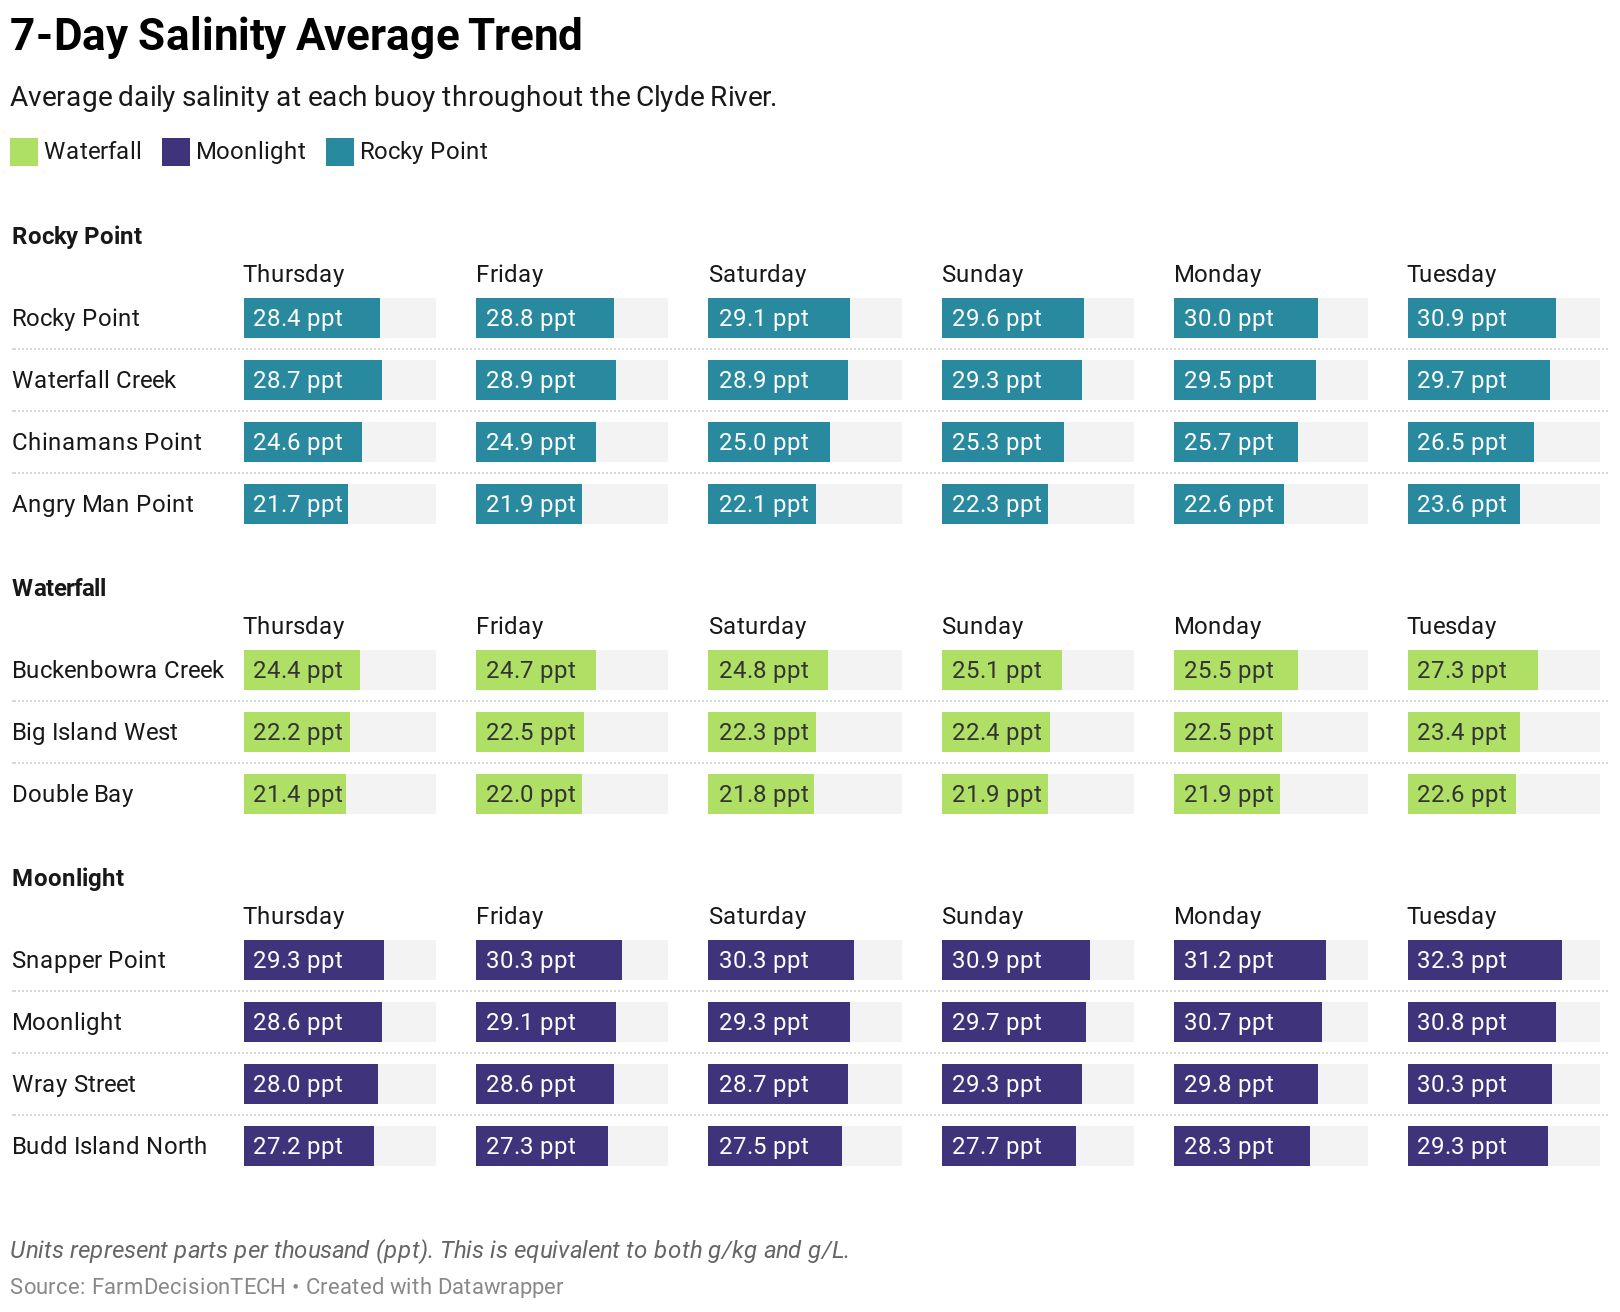 7-Day Salinity Average Trend
Average daily salinity at each buoy throughout the Clyde River.
Waterfall Moonlight Rocky Point
Rocky Point
Thursday Friday Saturday Sunday Monday Tuesday
Rocky Point 28.4 ppt 28.8 ppt 29.1 ppt 29.6 ppt 30.0 ppt 30.9 ppt
Waterfall Creek 28.7 ppt 28.9 ppt 28.9 ppt 29.3 ppt 29.5 ppt 29.7 ppt
Chinamans Point 24.6 ppt 24.9 ppt 25.0 ppt 25.3 ppt 25.7 ppt 26.5 ppt
Angry Man Point 21.7 ppt 21.9 ppt 22.1 ppt 22.3 ppt 22.6 ppt 23.6 ppt
Waterfall
Thursday Friday Saturday Sunday Monday Tuesday
Buckenbowra Creek 24.4 ppt 24.7 ppt 24.8 ppt 25.1 ppt 25.5 ppt 27.3 ppt
Big Island West 22.2 ppt 22.5 ppt 22.3 ppt 22.4 ppt 22.5 ppt 23.4 ppt
Double Bay 21.4 ppt 22.0 ppt 21.8 ppt 21.9 ppt 21.9 ppt 22.6 ppt
Moonlight
Thursday Friday Saturday Sunday Monday Tuesday
Snapper Point 29.3 ppt 30.3 ppt 30.3 ppt 30.9 ppt 31.2 ppt 32.3 ppt
Moonlight 28.6 ppt 29.1 ppt 29.3 ppt 29.7 ppt 30.7 ppt 30.8 ppt
Wray Street 28.0 ppt 28.6 ppt 28.7 ppt 29.3 ppt 29.8 ppt 30.3 ppt
Budd Island North 27.2 ppt 27.3 ppt 27.5 ppt 27.7 ppt 28.3 ppt 29.3 ppt
Units represent parts per thousand (ppt). This is equivalent to both g/kg and g/L.
Source: FarmDecisionTECH • Created with Datawrapper